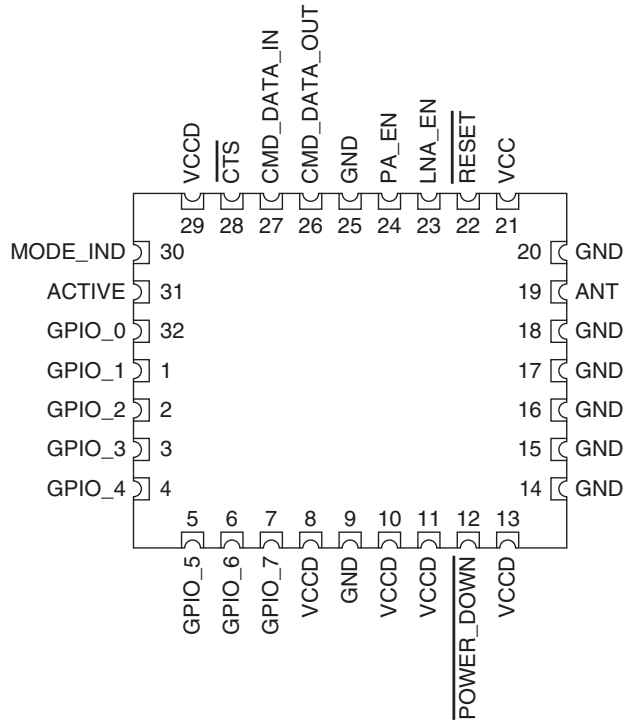 VCCD
CTS
CMD_DATA_IN
CMD_DATA_OUT
GND
PA_EN
LNA_EN
RESET
VCC
29 28 27 26 25 24 23 22 21
MODE_IND 30
20 GND
ACTIVE 31
19 ANT
GPIO_0 32
18 GND
GPIO_1 1
17 GND
GPIO_2 2
16 GND
GPIO_3 3
15 GND
GPIO_4 4
14 GND
5 6 7 8 9 10 11 12 13
GPIO_5
GPIO_6
GPIO_7
VCCD
GND
VCCD
VCCD
POWER_DOWN
VCCD